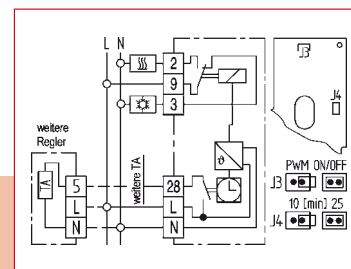 L N
2
9
3
J3
J4
weitere
Regler
TA
5
L
N
weitere TA
28
L
N
ϑ
PWM ON/OFF
J3
10 [min] 25
J4